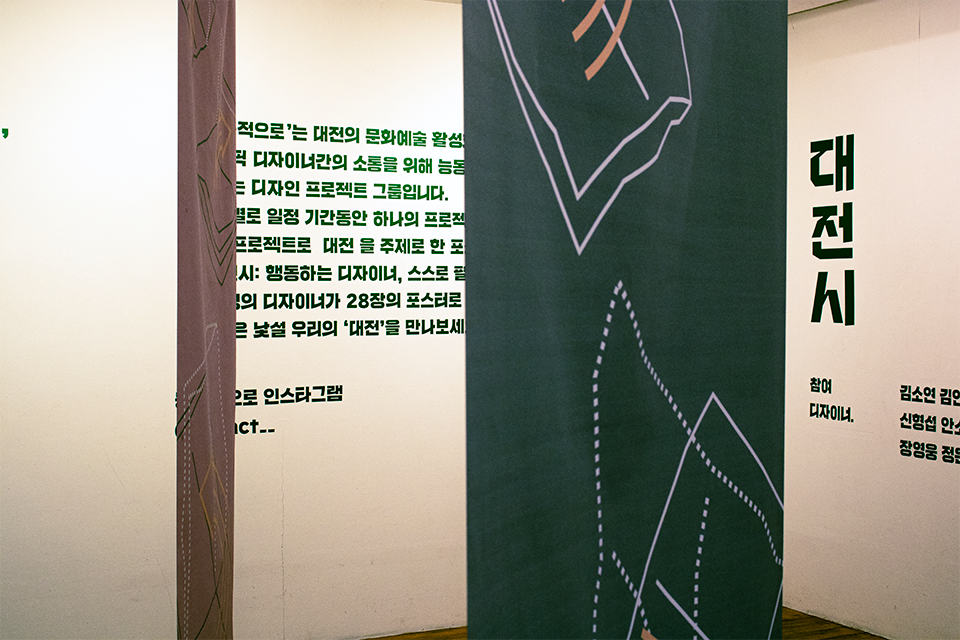 ’
적으로’는 대전의 문화예술 활성
디자이너간의 소통을 위해 능동
디자인 프로젝트 그룹입니다.
별로 일정 기간동안 하나의 프로젝
프로젝트로 대전 을 주제로 한 포
시: 행동하는 디자이너, 스스로 필
의 디자이너가 28장의 포스터로
은 낯설 우리의 ‘대전’을 만나보세
으로 인스타그램
act__
대
전
시
참여
디자이너.
김소연 김
신형섭 안소
장영웅 정은